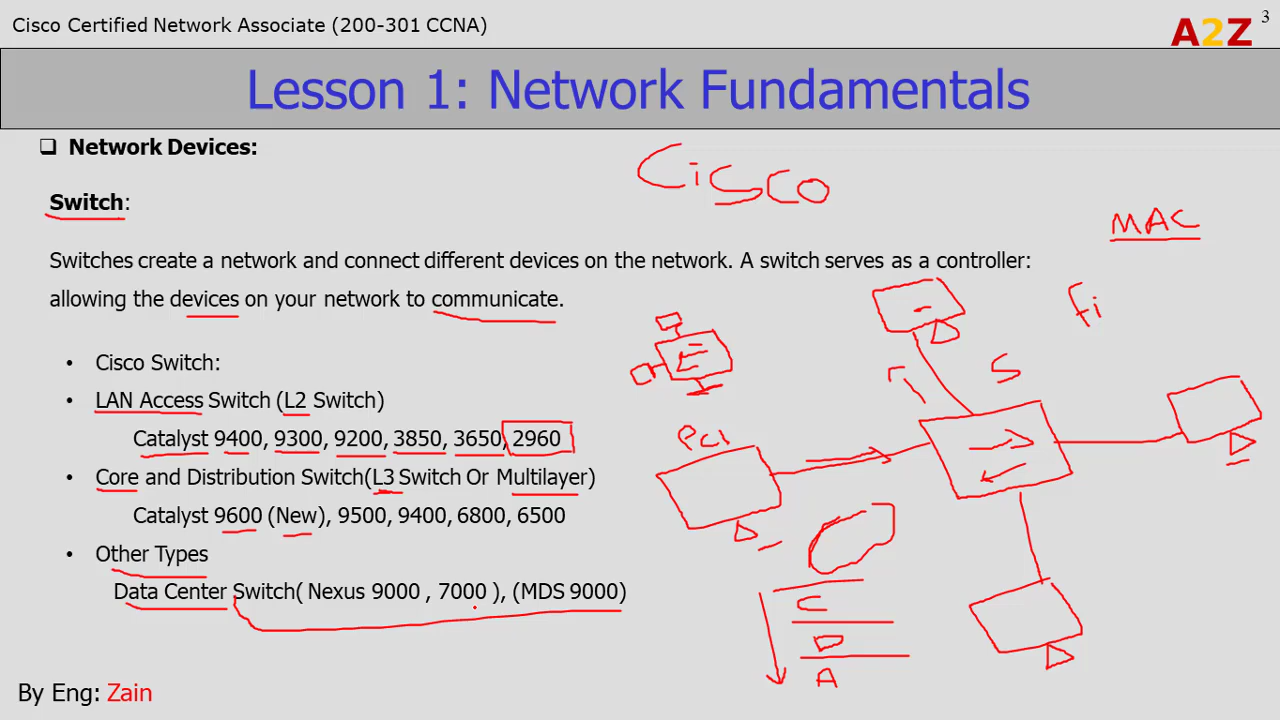 Cisco Certified Network Associate (200-301 CCNA)
A2Z
3
Lesson 1: Network Fundamentals
❑ Network Devices:
CiSCO
Switch:
MAC
Switches create a network and connect different devices on the network. A switch serves as a controller:
allowing the devices on your network to communicate.
fi
• Cisco Switch:
S
• LAN Access Switch (L2 Switch)
Catalyst 9400, 9300, 9200, 3850, 3650, 2960
PC1
• Core and Distribution Switch(L3 Switch Or Multilayer)
Catalyst 9600 (New), 9500, 9400, 6800, 6500
• Other Types
Data Center Switch( Nexus 9000 , 7000 ), (MDS 9000)
C
D
A
By Eng: Zain